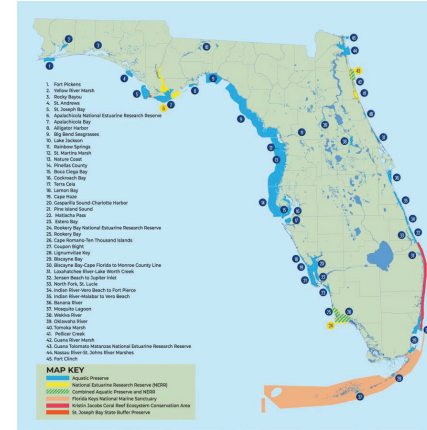 1. Fort Pickens
2. Yellow River Marsh
3. Rocky Bayou
4. St. Andrews
5. St. Joseph Bay
6. Apalachicola National Estuarine Research Reserve
7. Apalachicola Bay
8. Alligator Harbor
9. Big Bend Seagrasses
10. Lake Jackson
11. Rainbow Springs
12. St. Martins Marsh
13. Nature Coast
14. Pinellas County
15. Boca Ciega Bay
16. Cockroach Bay
17. Terra Ceia
18. Lemon Bay
19. Cape Haze
20. Gasparilla Sound-Charlotte Harbor
21. Pine Island Sound
22. Matlacha Pass
23. Estero Bay
24. Rookery Bay National Estuarine Research Reserve
25. Rookery Bay
26. Cape Romano-Ten Thousand Islands
27. Coupon Bight
28. Lignumvitae Key
29. Biscayne Bay
30. Biscayne Bay-Cape Florida to Monroe County Line
31. Loxahatchee River-Lake Worth Creek
32. Jensen Beach to Jupiter Inlet
33. North Fork, St. Lucie
34. Indian River-Vero Beach to Fort Pierce
35. Indian River-Malabar to Vero Beach
36. Banana River
37. Mosquito Lagoon
38. Wekiva River
39. Oklawaha River
40. Tomoka Marsh
41. Pellicer Creek
42. Guana River Marsh
43. Guana Tolomato Matanzas National Estuarine Research Reserve
44. Nassau River-St. Johns River Marshes
45. Fort Clinch
MAP KEY
Aquatic Preserve
National Estuarine Research Reserve (NERR)
Combined Aquatic Preserve and NERR
Florida Keys National Marine Sanctuary
Kristin Jacobs Coral Reef Ecosystem Conservation Area
St. Joseph Bay State Buffer Preserve